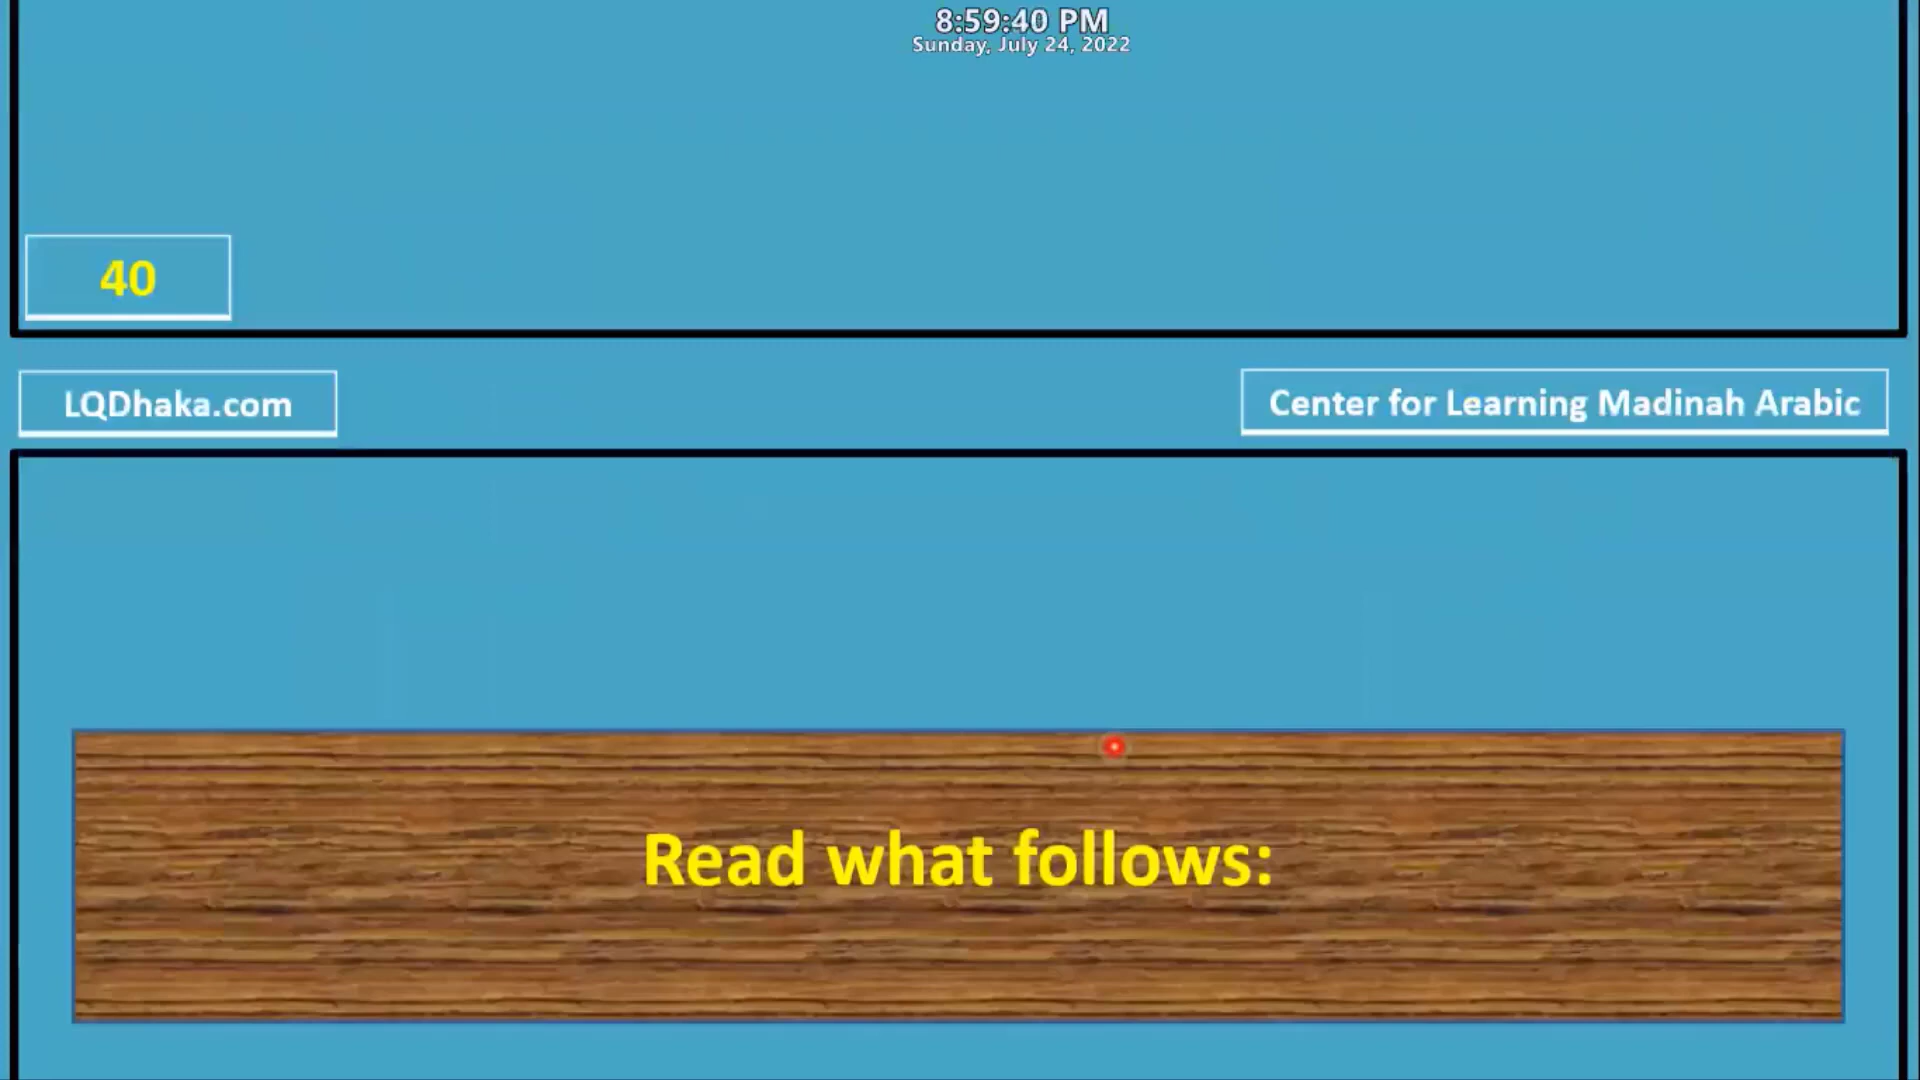 8:59:40 PM
Sunday, July 24, 2022
40
LQDhaka.com
Center for Learning Madinah Arabic
Read what follows: